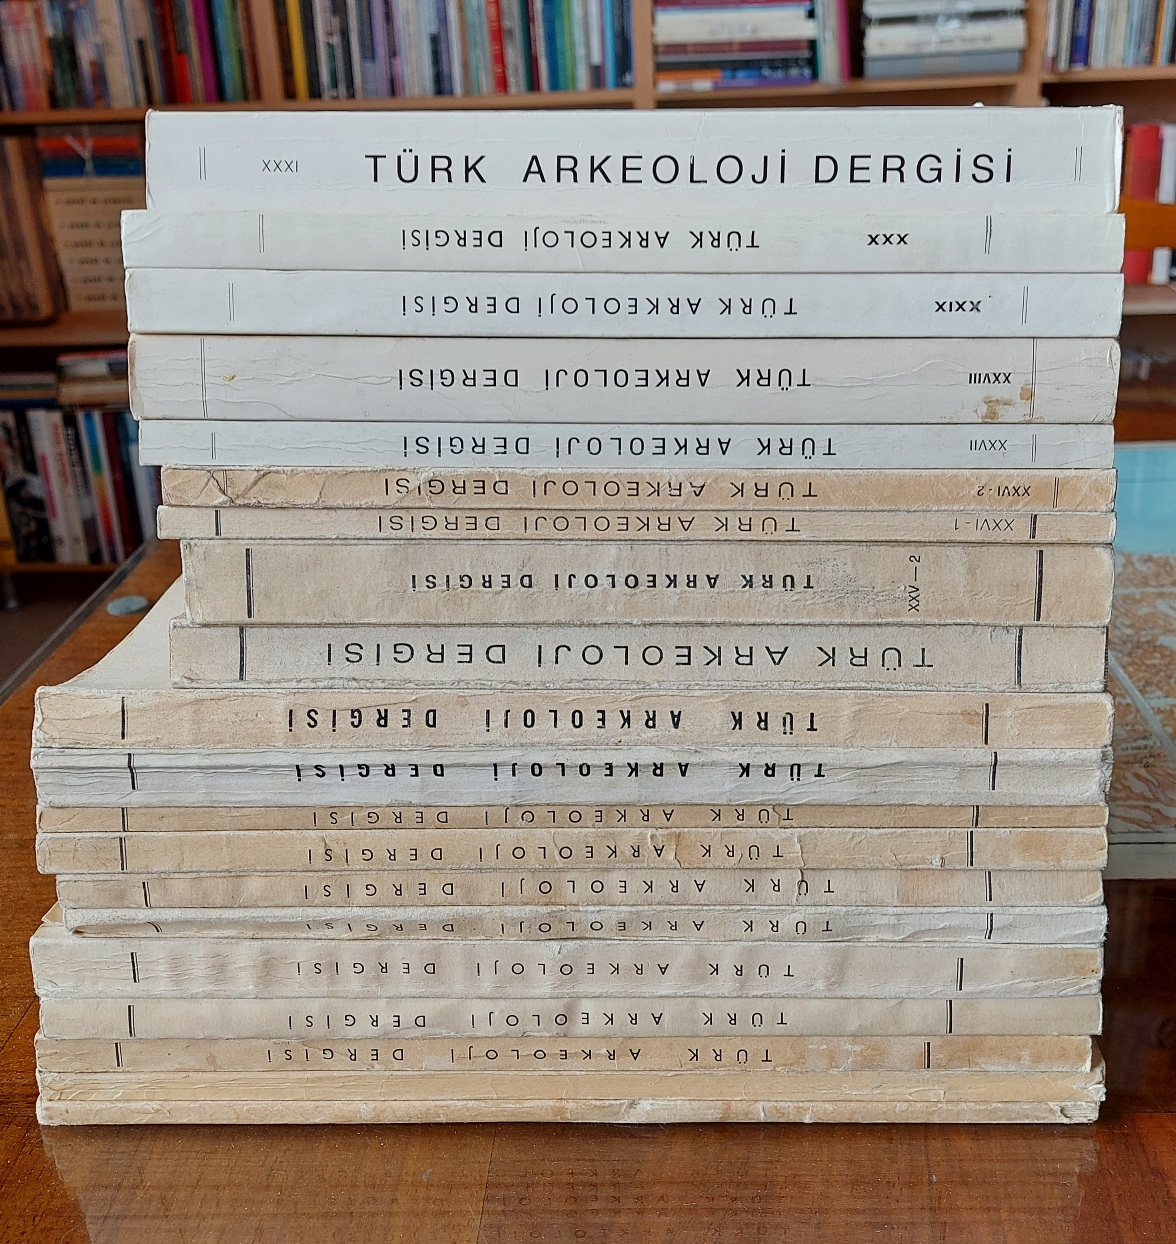 XXXI TÜRK ARKEOLOJİ DERGİSİ
TÜRK ARKEOLOJİ DERGİSİ XXX
TÜRK ARKEOLOJİ DERGİSİ XXIX
TÜRK ARKEOLOJİ DERGİSİ XXVIII
TÜRK ARKEOLOJİ DERGİSİ XXVII
TÜRK ARKEOLOJİ DERGİSİ XXVI-2
TÜRK ARKEOLOJİ DERGİSİ XXVI-1
TÜRK ARKEOLOJİ DERGİSİ XXV—2
TÜRK ARKEOLOJİ DERGİSİ
TÜRK ARKEOLOJİ DERGİSİ
TÜRK ARKEOLOJİ DERGİSİ
TÜRK ARKEOLOJİ DERGİSİ
TÜRK ARKEOLOJİ DERGİSİ
TÜRK ARKEOLOJİ DERGİSİ
TÜRK ARKEOLOJİ DERGİSİ
TÜRK ARKEOLOJİ DERGİSİ
TÜRK ARKEOLOJİ DERGİSİ
TÜRK ARKEOLOJİ DERGİSİ